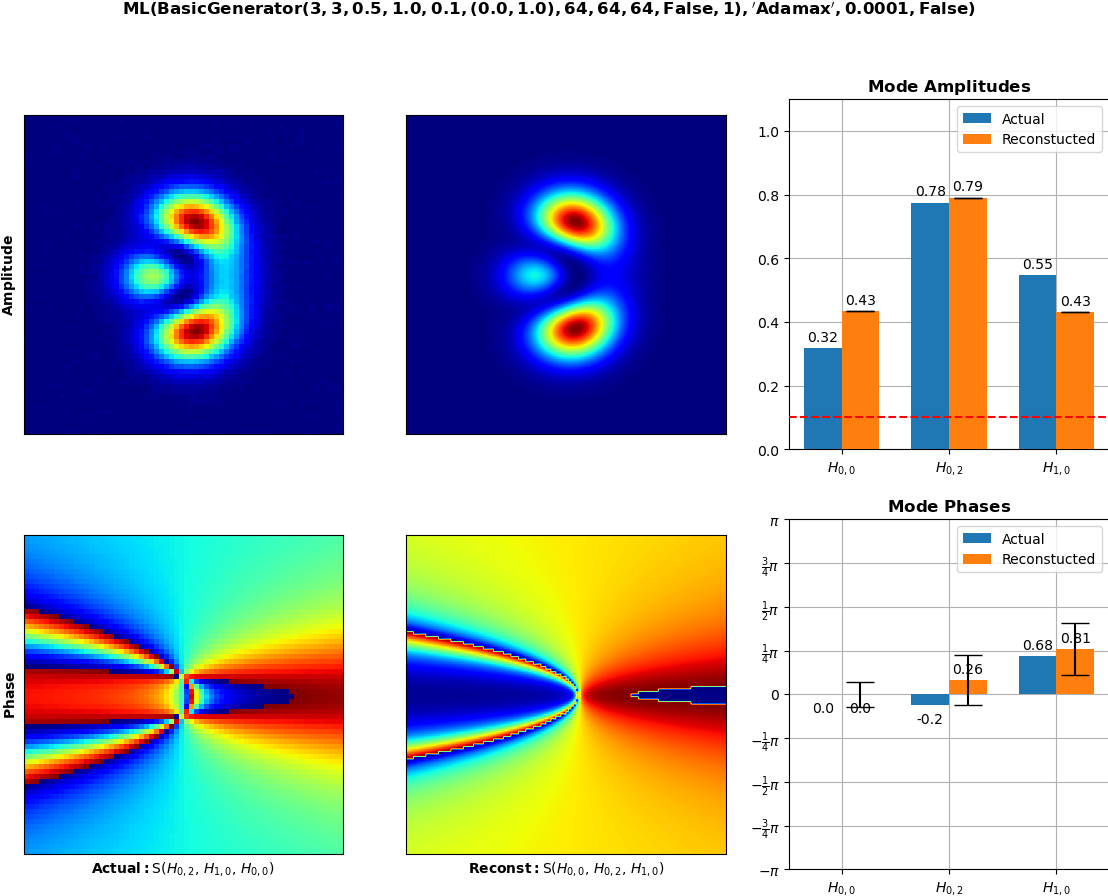 ML(BasicGenerator(3, 3, 0.5, 1.0, 0.1, (0.0, 1.0), 64, 64, 64, False, 1), ′Adamax′, 0.0001, False)
Amplitude
Mode Amplitudes
Actual
Reconstucted
1.0
0.8
0.6
0.4
0.2
0.0
0.32
0.43
0.78
0.79
0.55
0.43
H0,0
H0,2
H1,0
Phase
Actual: S(H0,2, H1,0, H0,0)
Reconst: S(H0,0, H0,2, H1,0)
Mode Phases
Actual
Reconstucted
π
3/4π
1/2π
1/4π
0
−1/4π
−1/2π
−3/4π
−π
0.0
0.0
-0.2
0.26
0.68
0.81
H0,0
H0,2
H1,0